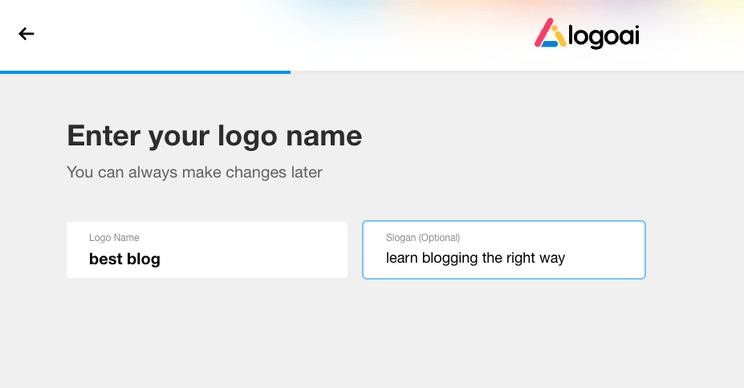 logoai
Enter your logo name
You can always make changes later
Logo Name
best blog
Slogan (Optional)
learn blogging the right way